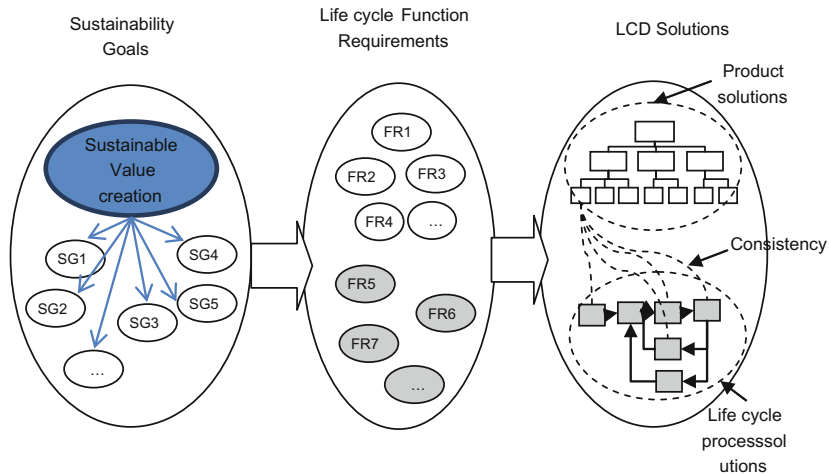 Sustainability
Goals
Life cycle Function
Requirements
LCD Solutions
Sustainable
Value
creation
SG1
SG2
SG3
SG4
SG5
...
FR1
FR2
FR3
FR4
...
FR5
FR6
FR7
...
Product
solutions
Consistency
Life cycle
processsol
utions